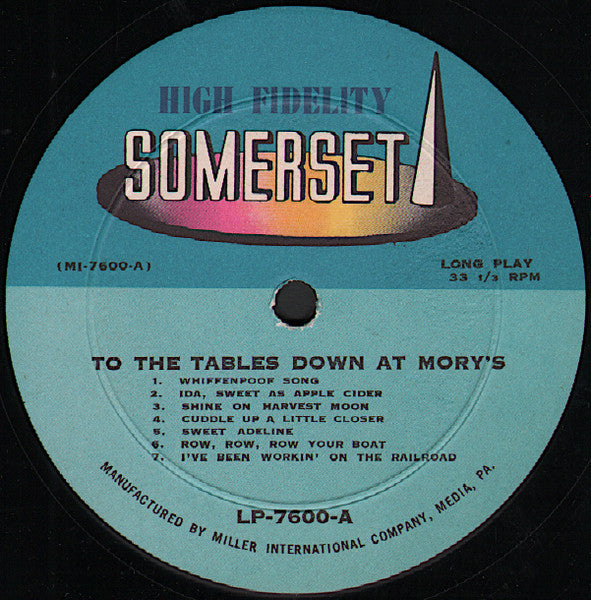 HIGH FIDELITY
SOMERSET
(MI-7600-A)
LONG PLAY
33 1/3 RPM
TO THE TABLES DOWN AT MORY'S
1. WHIFFENPOOF SONG
2. IDA, SWEET AS APPLE CIDER
3. SHINE ON HARVEST MOON
4. CUDDLE UP A LITTLE CLOSER
5. SWEET ADELINE
6. ROW, ROW, ROW YOUR BOAT
7. I'VE BEEN WORKIN' ON THE RAILROAD
LP-7600-A
MANUFACTURED BY MILLER INTERNATIONAL COMPANY, MEDIA, PA.